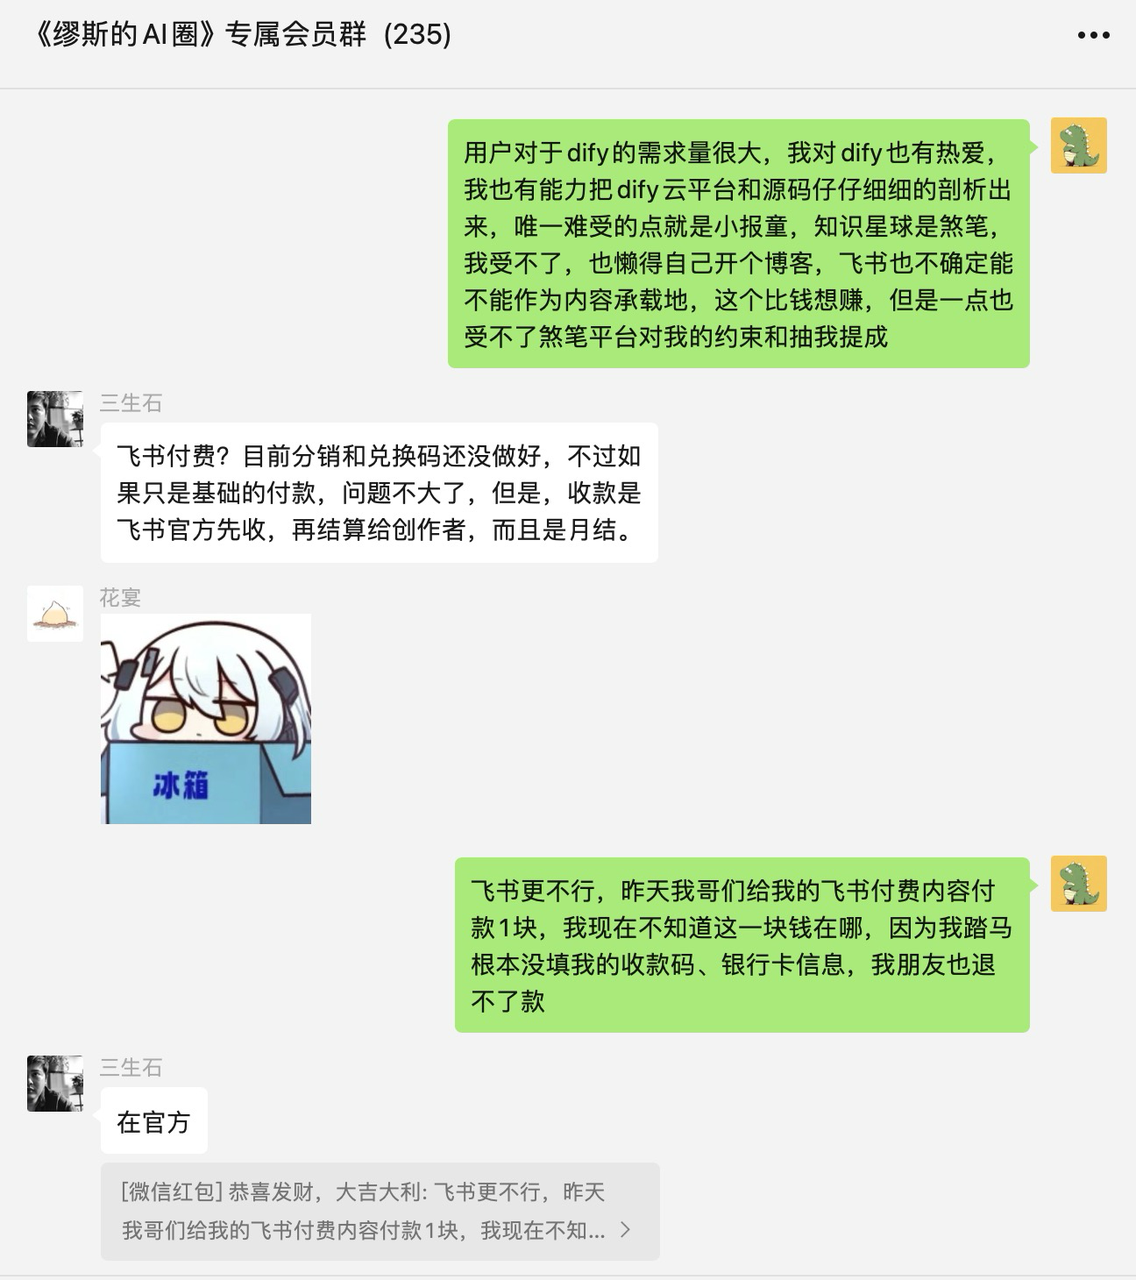 《缪斯的AI圈》专属会员群 (235)
用户对于dify的需求量很大，我对dify也有热爱，
我也有能力把dify云平台和源码仔仔细细的剖析出
来，唯一难受的点就是小报童，知识星球是煞笔，
我受不了，也懒得自己开个博客，飞书也不确定能
不能作为内容承载地，这个比钱想赚，但是一点也
受不了煞笔平台对我的约束和抽我提成
三生石
飞书付费？目前分销和兑换码还没做好，不过如
果只是基础的付款，问题不大了，但是，收款是
飞书官方先收，再结算给创作者，而且是月结。
花宴
冰箱
飞书更不行，昨天我哥们给我的飞书付费内容付
款1块，我现在不知道这一块钱在哪，因为我踏马
根本没填我的收款码、银行卡信息，我朋友也退
不了款
三生石
在官方
[微信红包] 恭喜发财，大吉大利: 飞书更不行，昨天
我哥们给我的飞书付费内容付款1块，我现在不知...